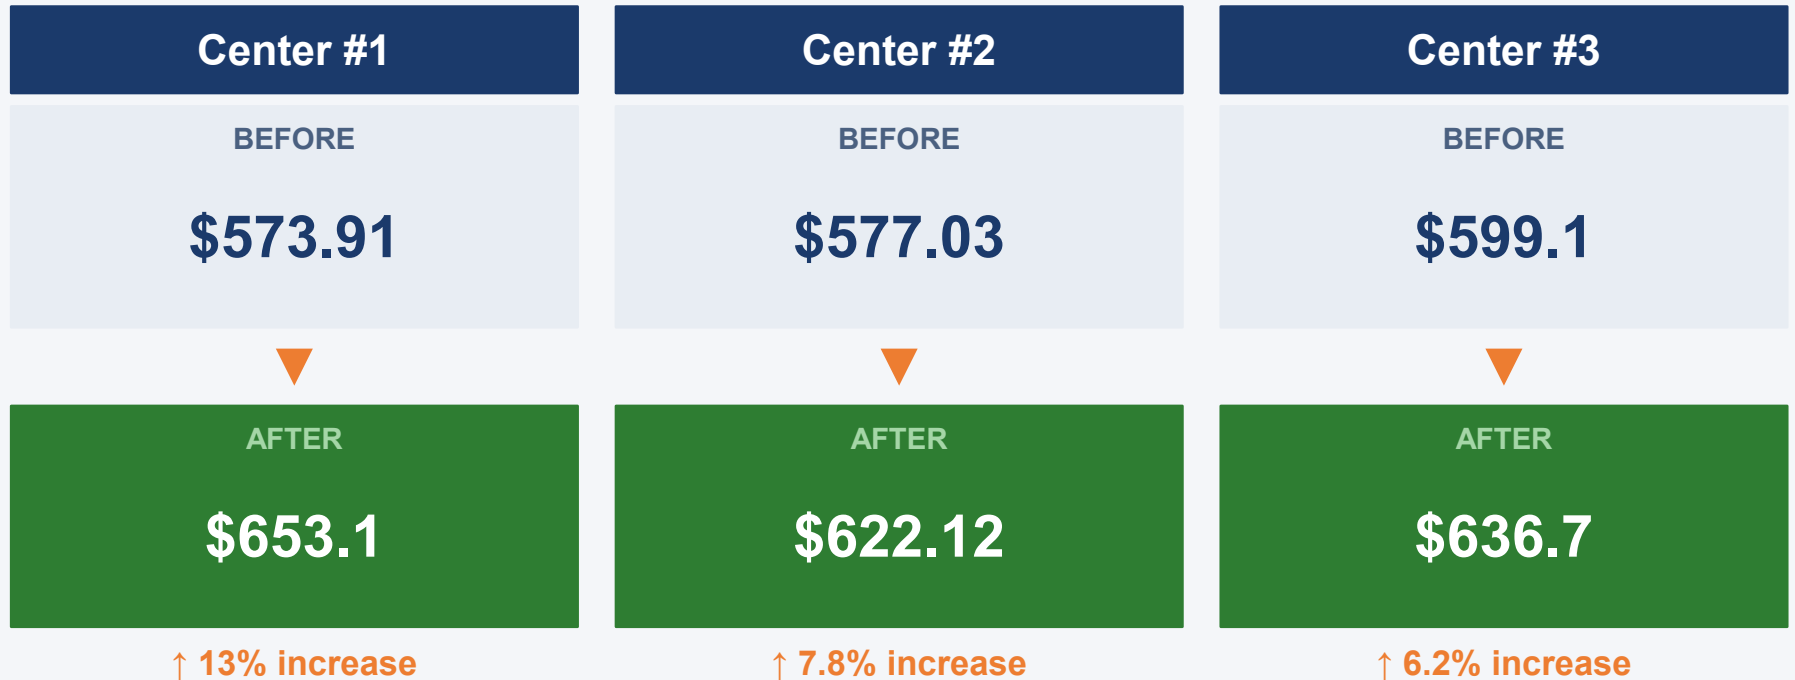 Center #1
BEFORE
$573.91
AFTER
$653.1
↑ 13% increase
Center #2
BEFORE
$577.03
AFTER
$622.12
↑ 7.8% increase
Center #3
BEFORE
$599.1
AFTER
$636.7
↑ 6.2% increase